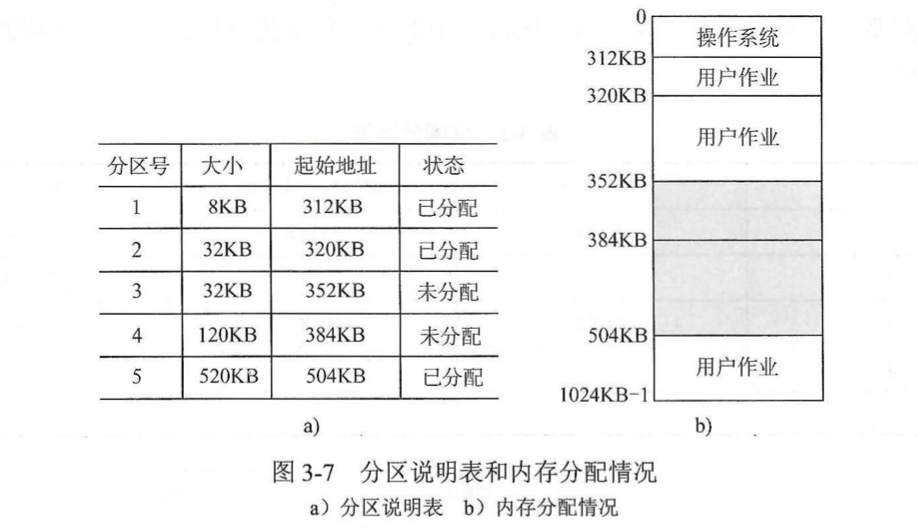 分区号 大小 起始地址 状态
1 8KB 312KB 已分配
2 32KB 320KB 已分配
3 32KB 352KB 未分配
4 120KB 384KB 未分配
5 520KB 504KB 已分配
a)
0
操作系统
312KB
用户作业
320KB
用户作业
352KB
384KB
504KB
用户作业
1024KB-1
b)
图 3-7 分区说明表和内存分配情况
a）分区说明表 b）内存分配情况